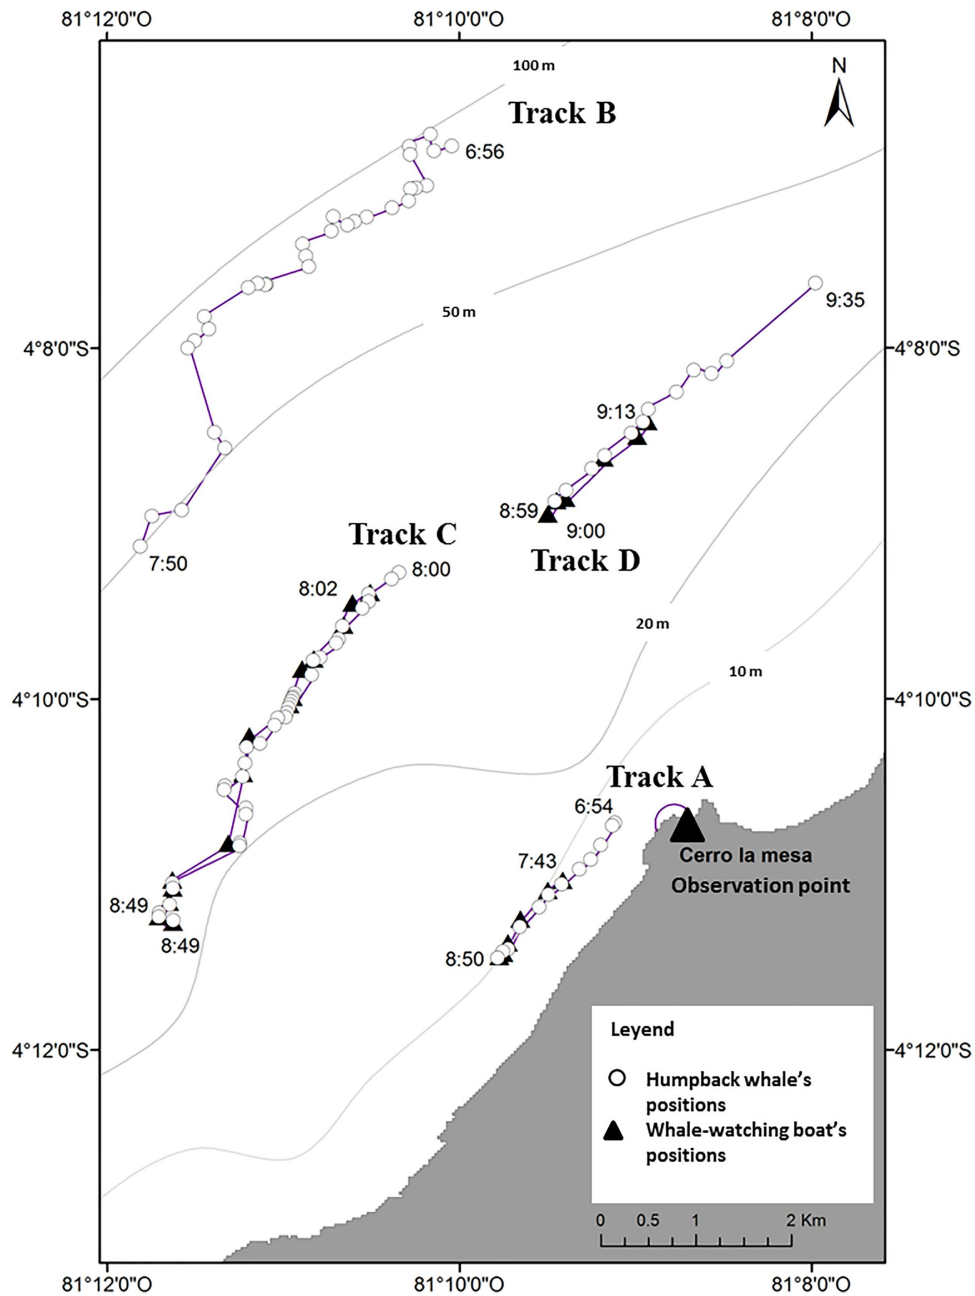 81°12'0"O
81°10'0"O
81°8'0"O
100 m
N
Track B
6:56
50 m
9:35
4°8'0"S
4°8'0"S
9:13
8:59
9:00
Track C
Track D
7:50
8:00
8:02
20 m
10 m
4°10'0"S
4°10'0"S
Track A
6:54
7:43
Cerro la mesa
Observation point
8:49
8:49
8:50
Leyend
4°12'0"S
4°12'0"S
Humpback whale's
positions
Whale-watching boat's
positions
0 0.5 1 2 Km
81°12'0"O
81°10'0"O
81°8'0"O